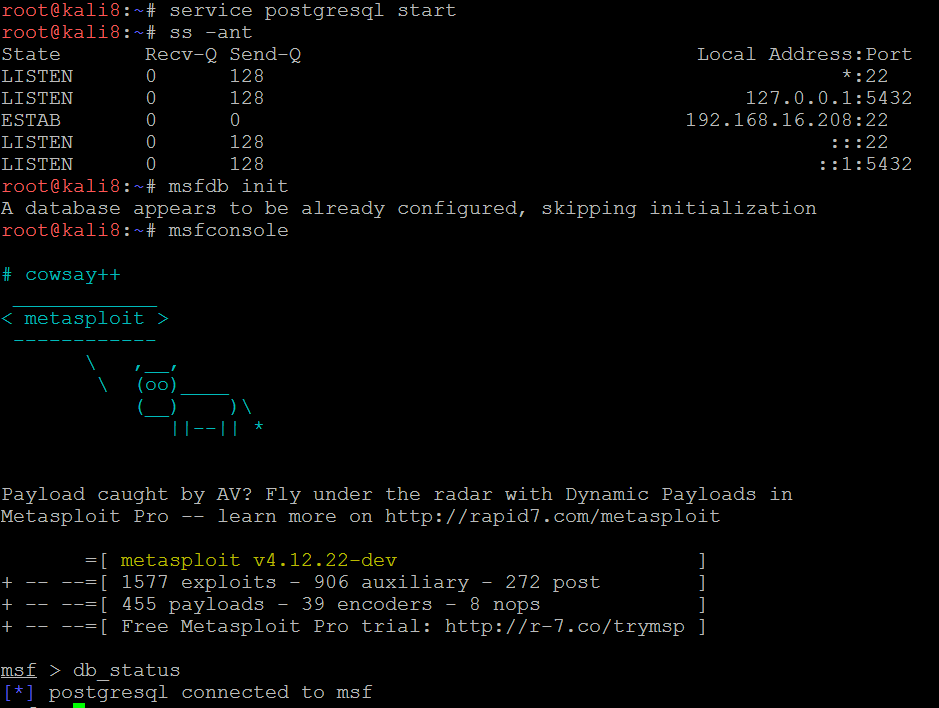 root@kali8:~# service postgresql start
root@kali8:~# ss -ant
State       Recv-Q Send-Q                                 Local Address:Port
LISTEN      0      128                                                *:22
LISTEN      0      128                                        127.0.0.1:5432
ESTAB       0      0                                     192.168.16.208:22
LISTEN      0      128                                               :::22
LISTEN      0      128                                              ::1:5432
root@kali8:~# msfdb init
A database appears to be already configured, skipping initialization
root@kali8:~# msfconsole
# cowsay++
 ____________
< metasploit >
 ------------
       \   ,__,
        \  (oo)____
           (__)    )\
              ||--|| *
Payload caught by AV? Fly under the radar with Dynamic Payloads in
Metasploit Pro -- learn more on http://rapid7.com/metasploit
       =[ metasploit v4.12.22-dev                         ]
+ -- --=[ 1577 exploits - 906 auxiliary - 272 post        ]
+ -- --=[ 455 payloads - 39 encoders - 8 nops             ]
+ -- --=[ Free Metasploit Pro trial: http://r-7.co/trymsp ]
msf > db_status
[*] postgresql connected to msf